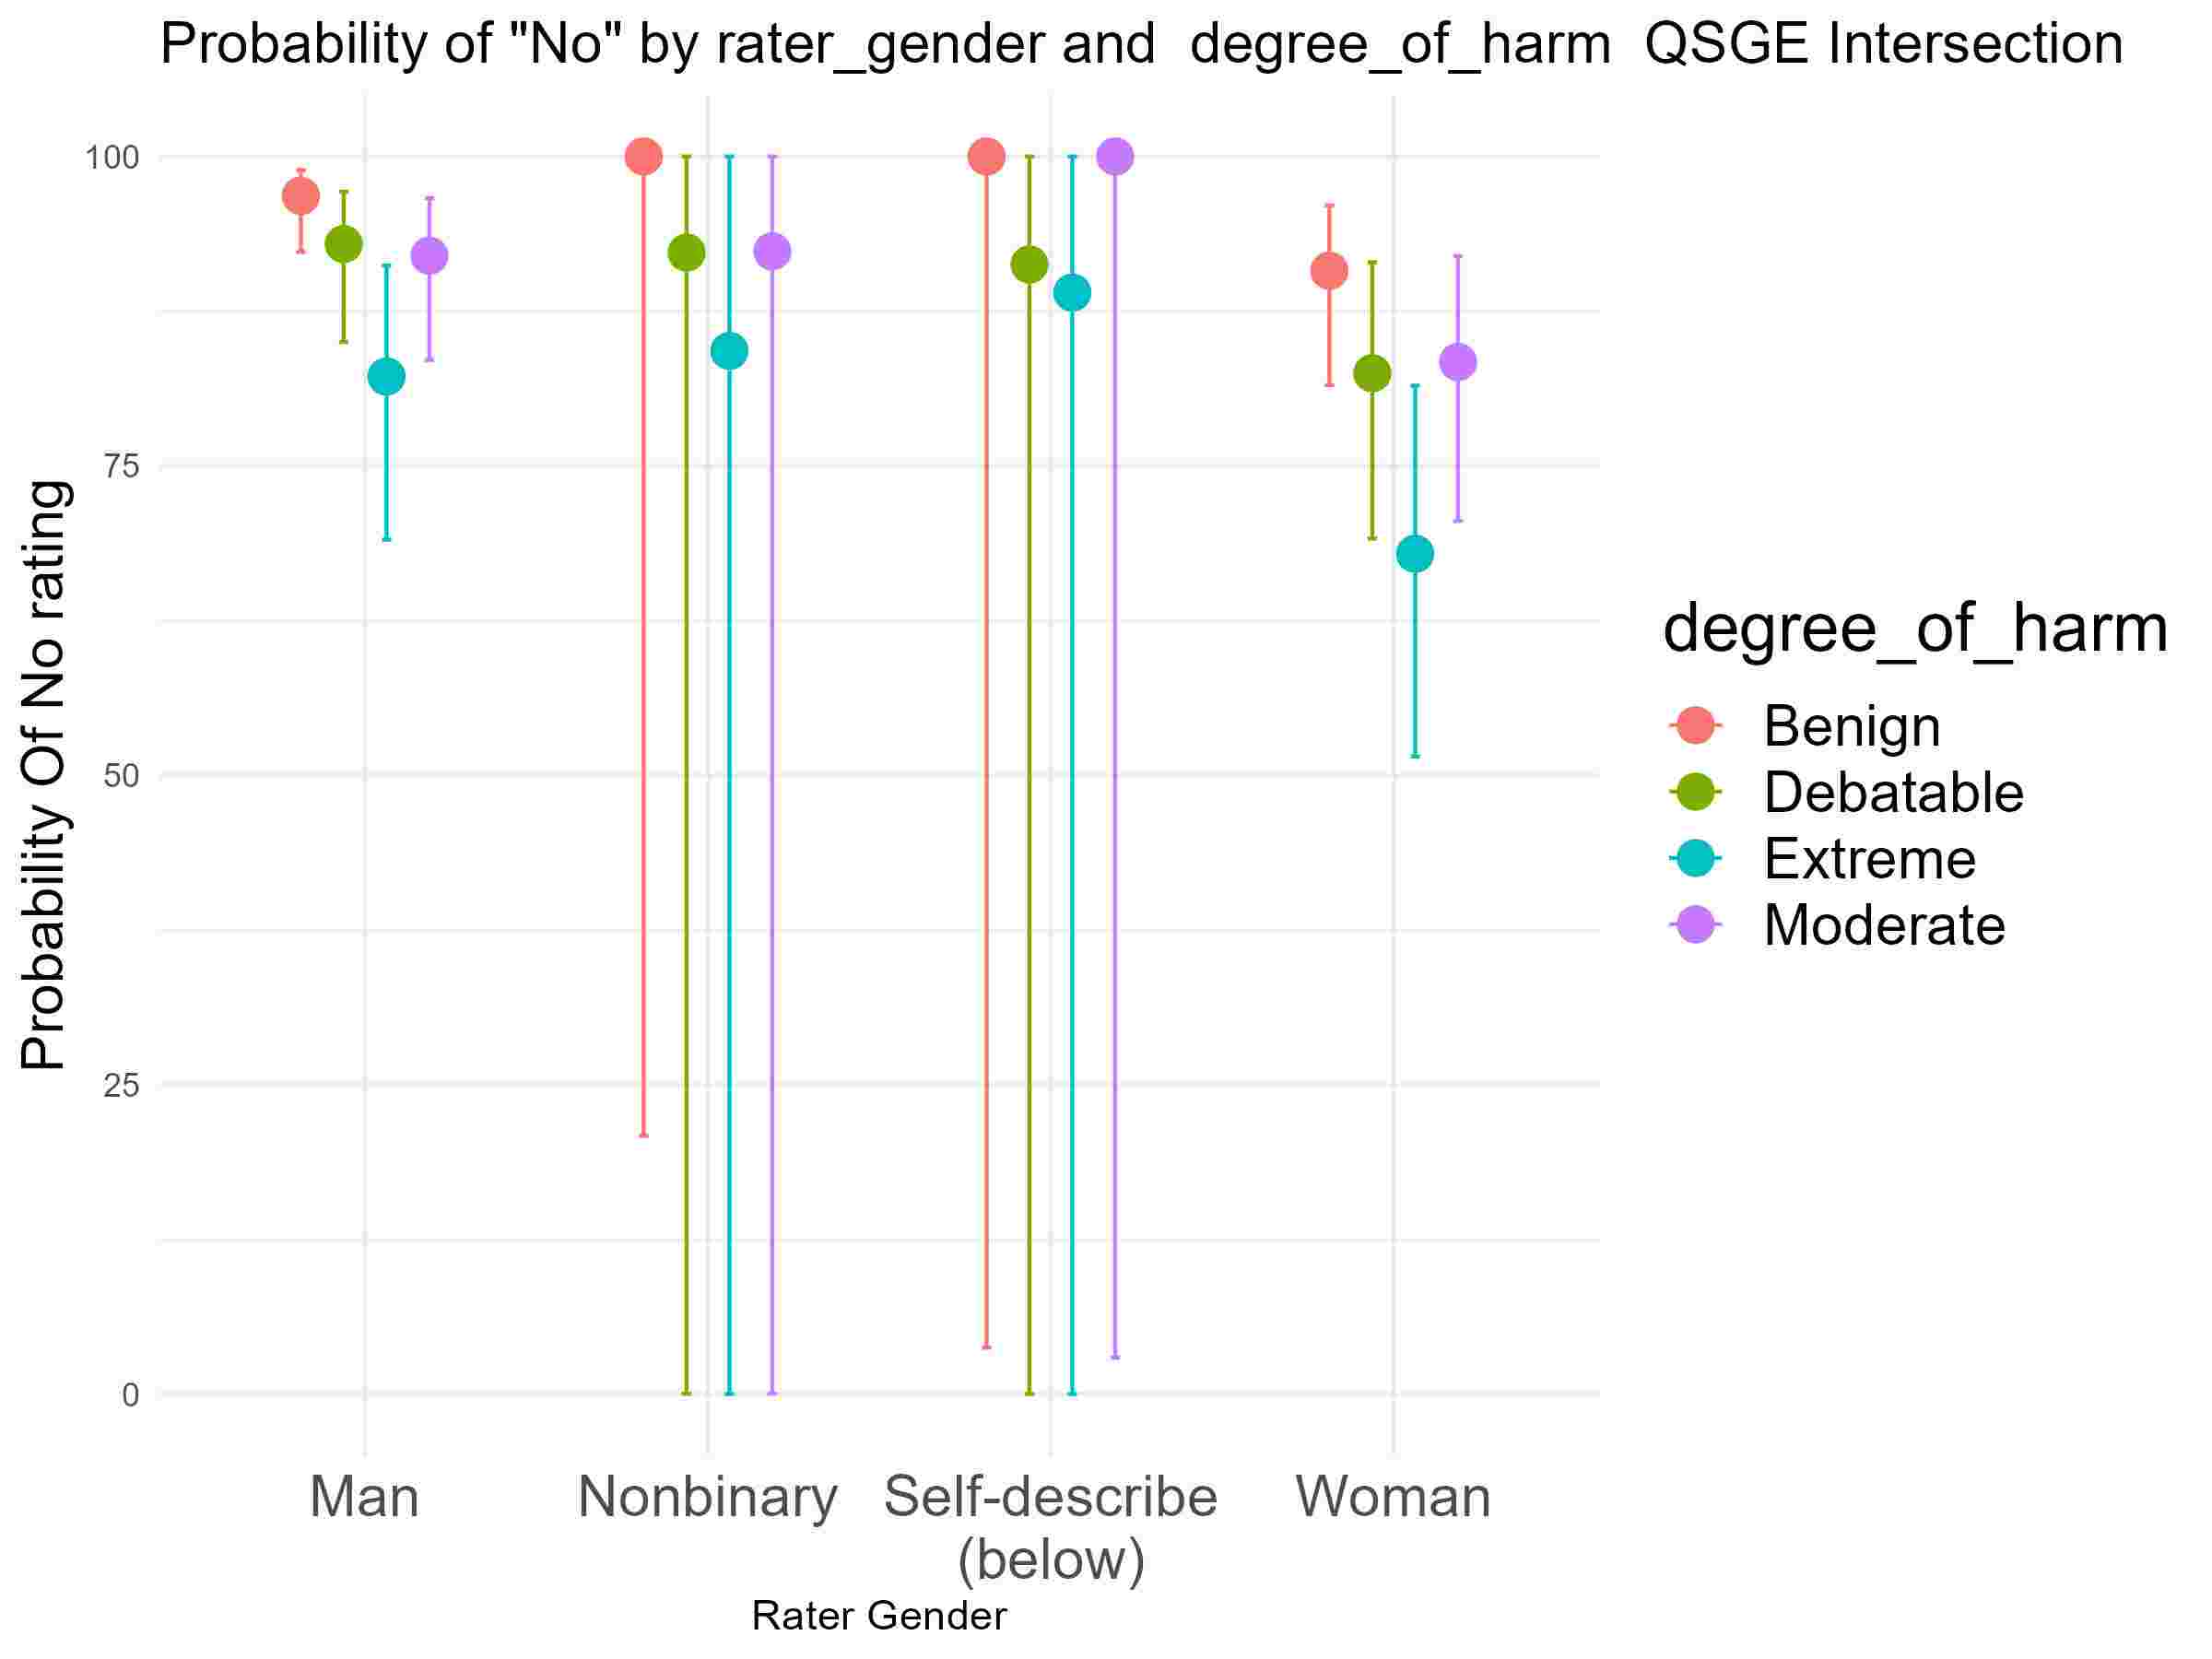 Probability of "No" by rater_gender and  degree_of_harm  QSGE Intersection
Probability Of No rating
100
75
50
25
0
Man
Nonbinary
Self-describe
(below)
Woman
Rater Gender
degree_of_harm
Benign
Debatable
Extreme
Moderate